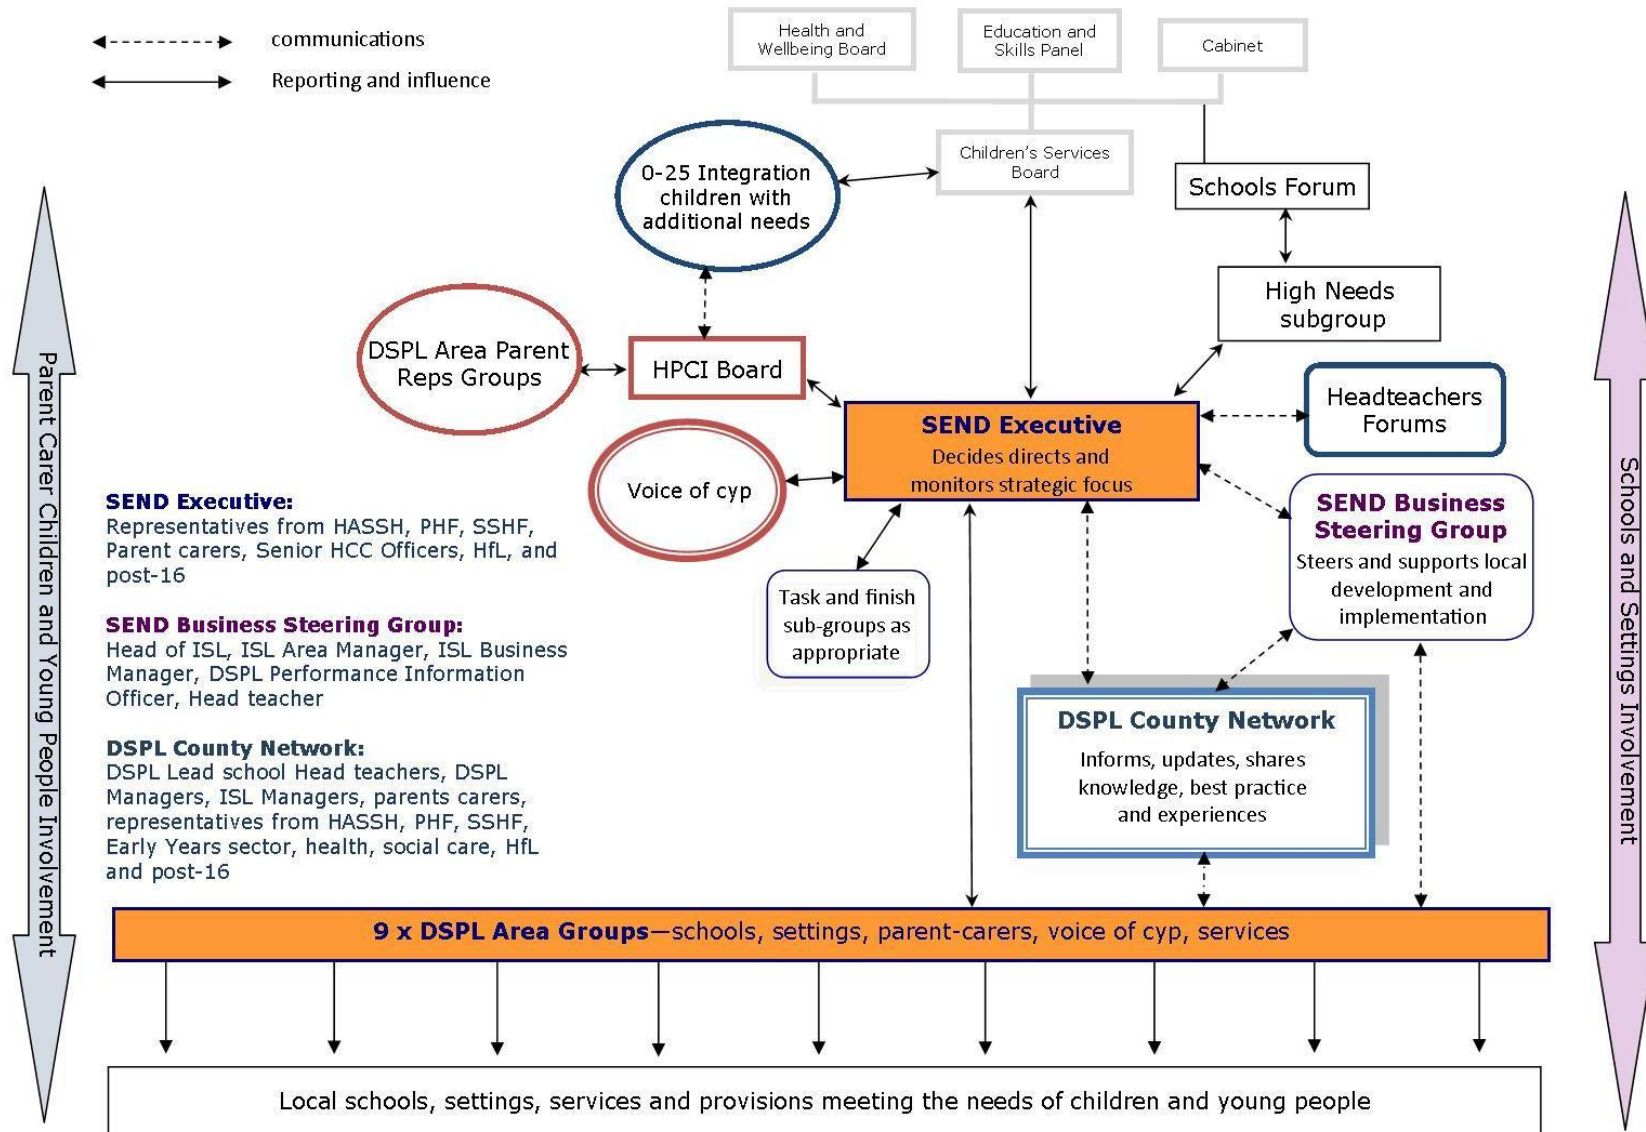 communications
Reporting and influence
Health and
Wellbeing Board
Education and
Skills Panel
Cabinet
Children's Services
Board
0-25 Integration
children with
additional needs
Schools Forum
High Needs
subgroup
DSPL Area Parent
Reps Groups
HPCI Board
Headteachers
Forums
SEND Executive
Decides directs and
monitors strategic focus
Voice of cyp
SEND Business
Steering Group
Steers and supports local
development and
implementation
Task and finish
sub-groups as
appropriate
SEND Executive:
Representatives from HASSH, PHF, SSHF,
Parent carers, Senior HCC Officers, HfL, and
post-16
SEND Business Steering Group:
Head of ISL, ISL Area Manager, ISL Business
Manager, DSPL Performance Information
Officer, Head teacher
DSPL County Network:
DSPL Lead school Head teachers, DSPL
Managers, ISL Managers, parents carers,
representatives from HASSH, PHF, SSHF,
Early Years sector, health, social care, HfL
and post-16
DSPL County Network
Informs, updates, shares
knowledge, best practice
and experiences
Parent Carer Children and Young People Involvement
Schools and Settings Involvement
9 x DSPL Area Groups—schools, settings, parent-carers, voice of cyp, services
Local schools, settings, services and provisions meeting the needs of children and young people